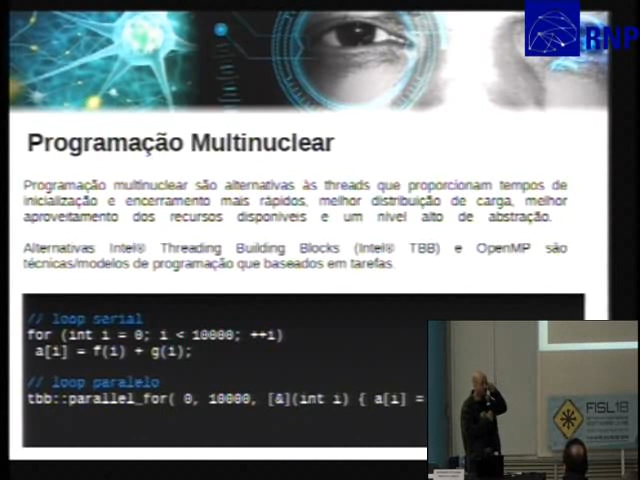 RNP
Programação Multinuclear
Programação multinuclear são alternativas às threads que proporcionam tempos de
inicialização e encerramento mais rápidos, melhor distribuição de carga, melhor
aproveitamento dos recursos disponíveis e um nível alto de abstração.
Alternativas Intel® Threading Building Blocks (Intel® TBB) e OpenMP são
técnicas/modelos de programação que baseados em tarefas.
// loop serial
for (int i = 0; i < 10000; ++i)
a[i] = f(i) + g(i);
// loop paralelo
tbb::parallel_for( 0, 10000, [&](int i) { a[i] =
FISL18